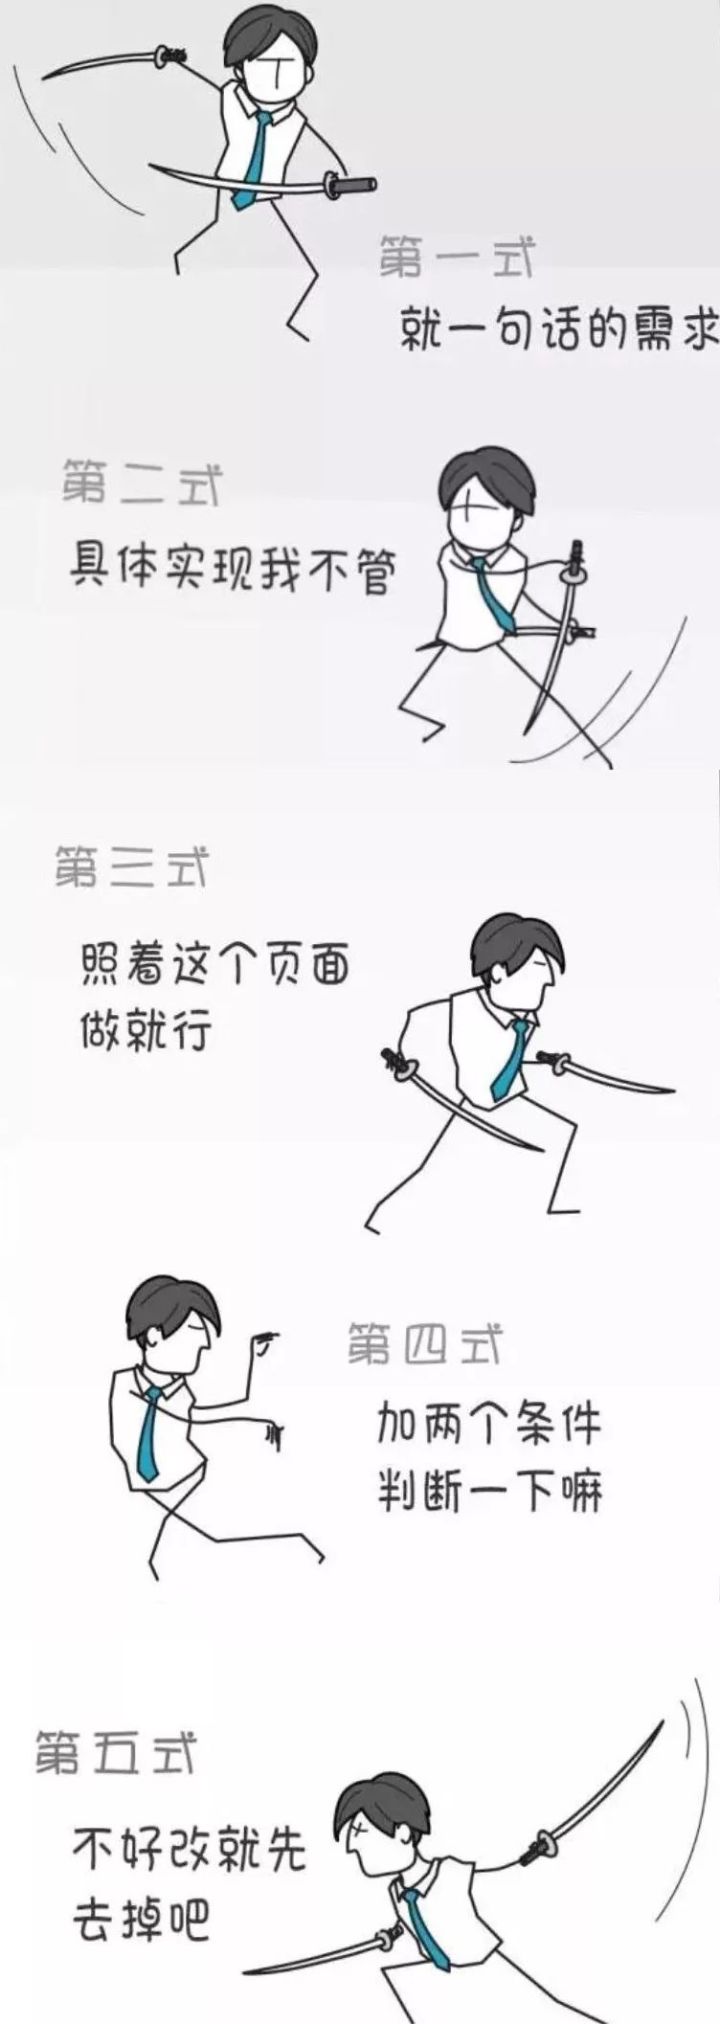 第一式
就一句话的需求
第二式
具体实现我不管
第三式
照着这个页面
做就行
第四式
加两个条件
判断一下嘛
第五式
不好改就先
去掉吧